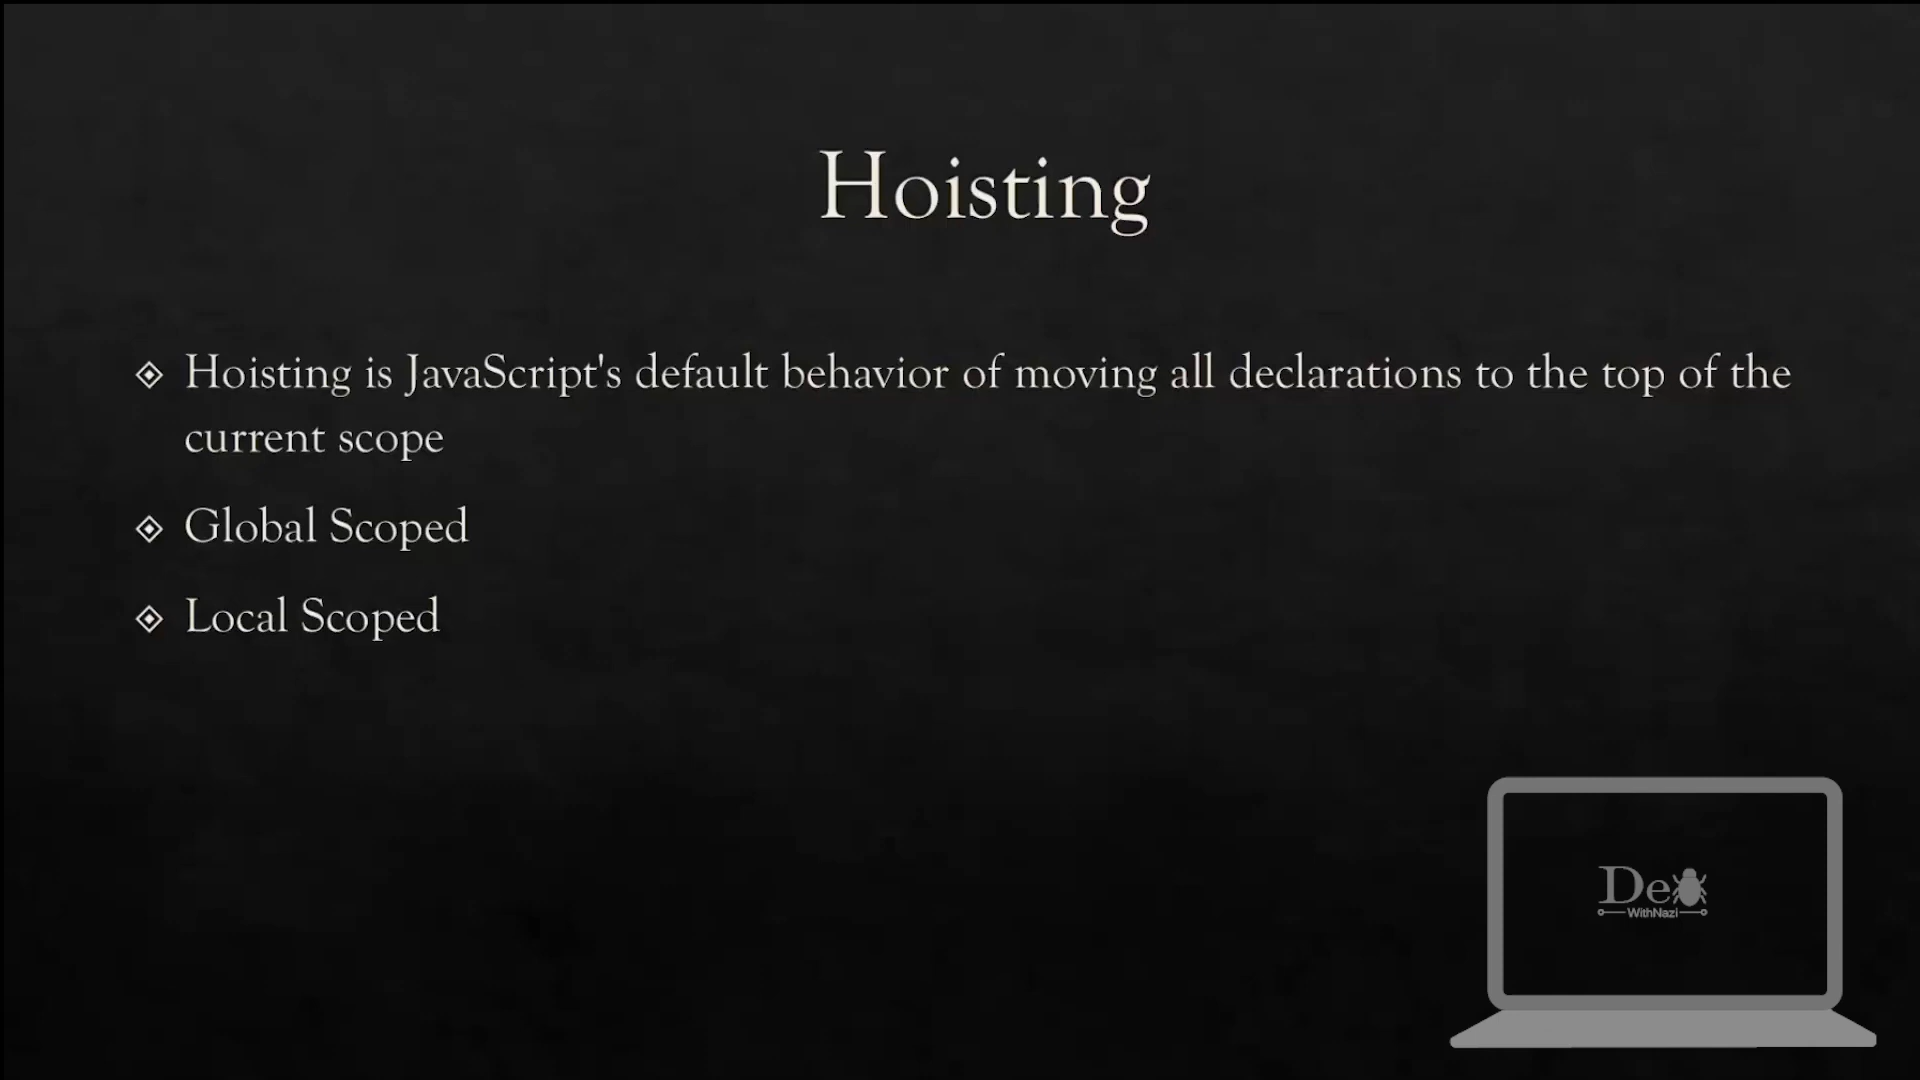 Hoisting
Hoisting is JavaScript's default behavior of moving all declarations to the top of the
current scope
Global Scoped
Local Scoped
De
WithNazi